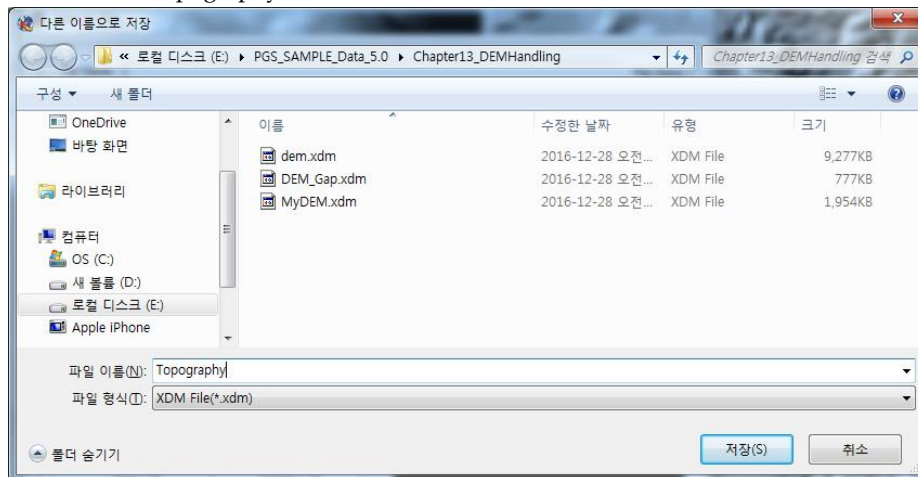 다른 이름으로 저장
« 로컬 디스크 (E:) ▸ PGS_SAMPLE_Data_5.0 ▸ Chapter13_DEMHandling
Chapter13_DEMHandling 검색
구성 ▼ 새 폴더
OneDrive
바탕 화면
라이브러리
컴퓨터
OS (C:)
새 볼륨 (D:)
로컬 디스크 (E:)
Apple iPhone
이름 수정한 날짜 유형 크기
dem.xdm 2016-12-28 오전... XDM File 9,277KB
DEM_Gap.xdm 2016-12-28 오전... XDM File 777KB
MyDEM.xdm 2016-12-28 오전... XDM File 1,954KB
파일 이름(N): Topography
파일 형식(T): XDM File(*.xdm)
폴더 숨기기 저장(S) 취소